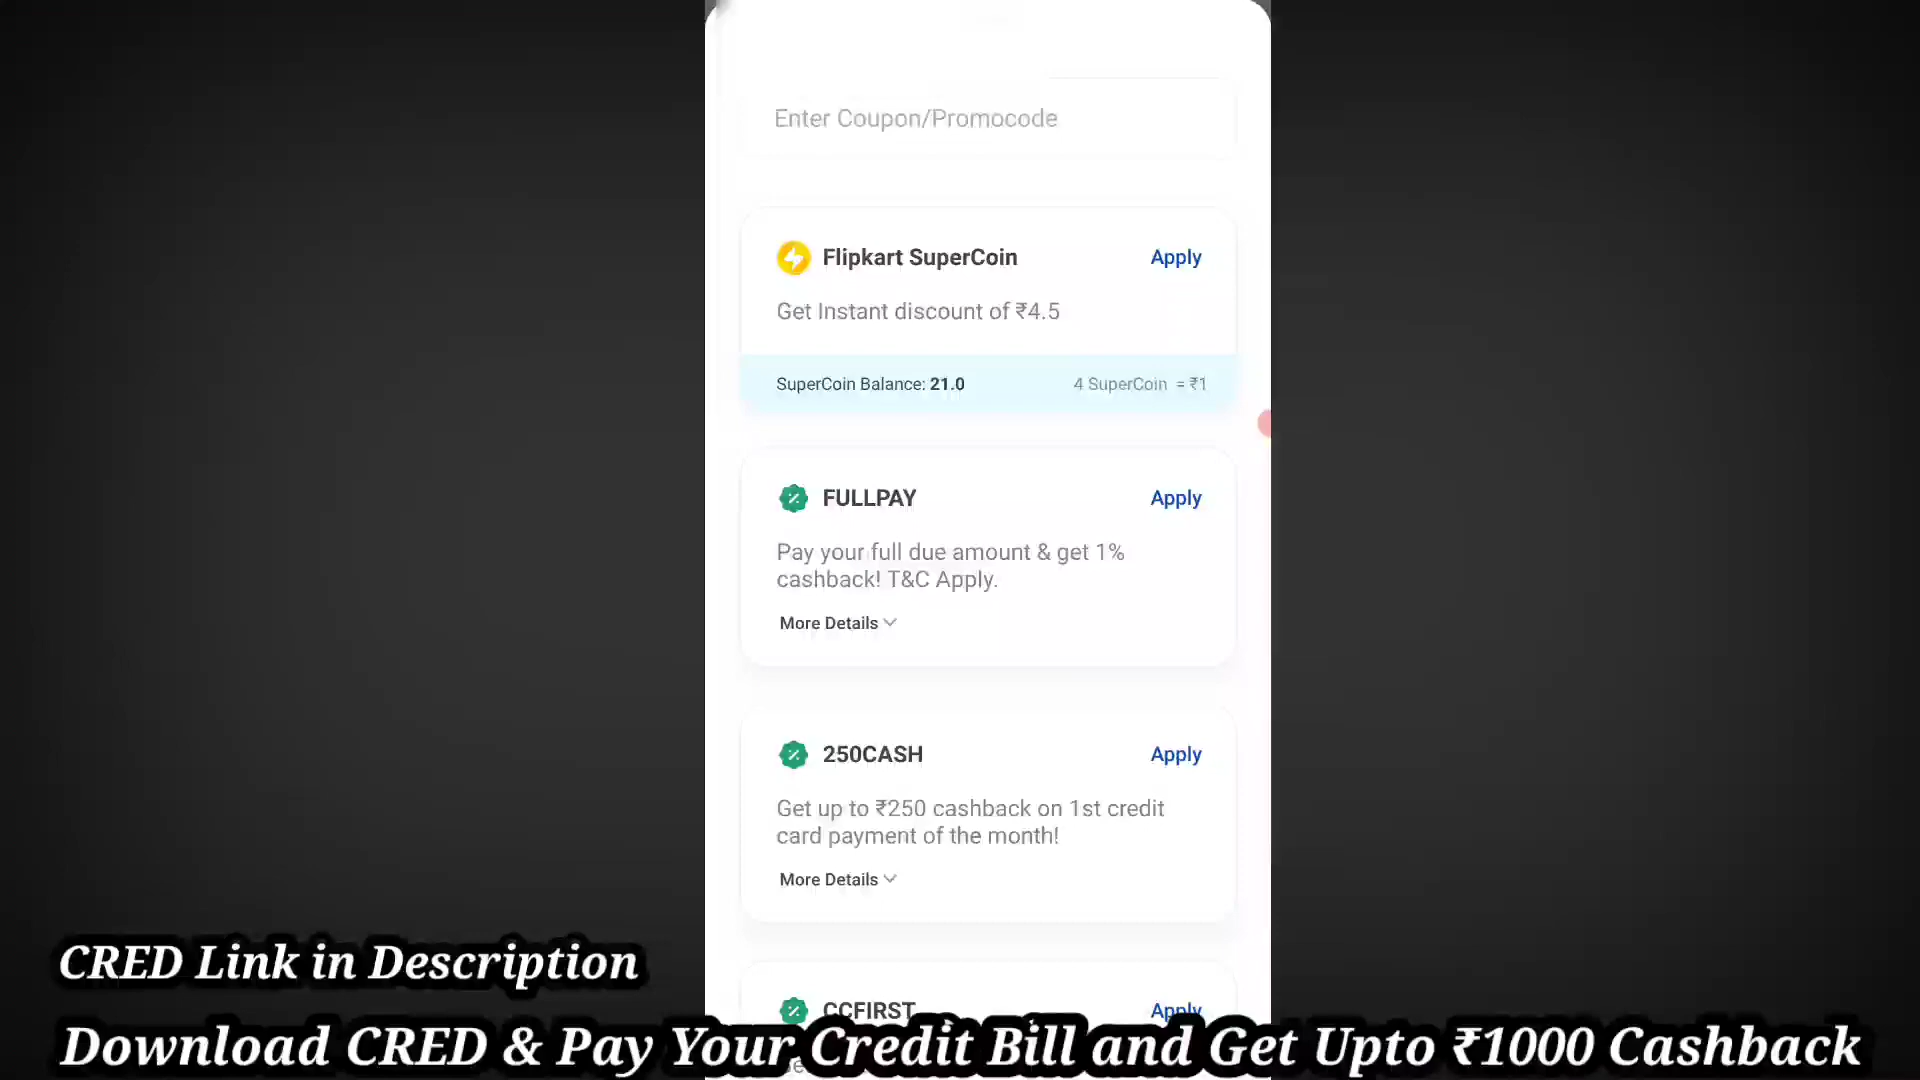 Enter Coupon/Promocode
Flipkart SuperCoin
Apply
Get Instant discount of ₹4.5
SuperCoin Balance: 21.0
4 SuperCoin = ₹1
FULLPAY
Apply
Pay your full due amount & get 1%
cashback! T&C Apply.
More Details
250CASH
Apply
Get up to ₹250 cashback on 1st credit
card payment of the month!
More Details
CCFIRST
Apply
CRED Link in Description
Download CRED & Pay Your Credit Bill and Get Upto ₹1000 Cashback